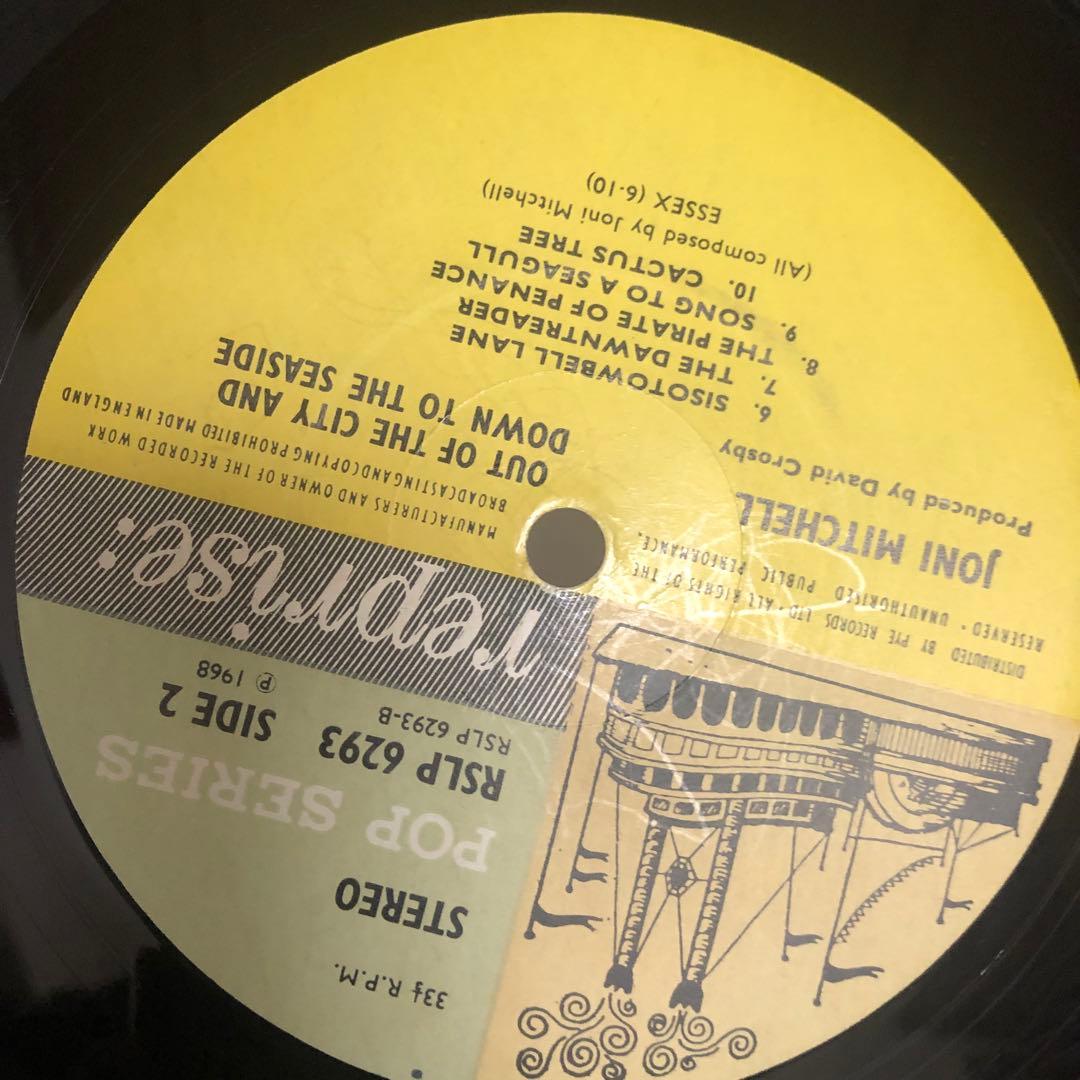 33⅓ R.P.M.
STEREO
POP SERIES
RSLP 6293
SIDE 2
RSLP 6293-B
Ⓟ 1968
reprise:
DISTRIBUTED BY PYE RECORDS LTD · ALL RIGHTS OF THE
MANUFACTURERS AND OWNER OF THE RECORDED WORK
RESERVED · UNAUTHORISED PUBLIC PERFORMANCE,
BROADCASTING AND COPYING PROHIBITED MADE IN ENGLAND
JONI MITCHELL
OUT OF THE CITY AND
DOWN TO THE SEASIDE
Produced by David Crosby
6. SISOTOWBELL LANE
7. THE DAWNTREADER
8. THE PIRATE OF PENANCE
9. SONG TO A SEAGULL
10. CACTUS TREE
(All composed by Joni Mitchell)
ESSEX (6-10)